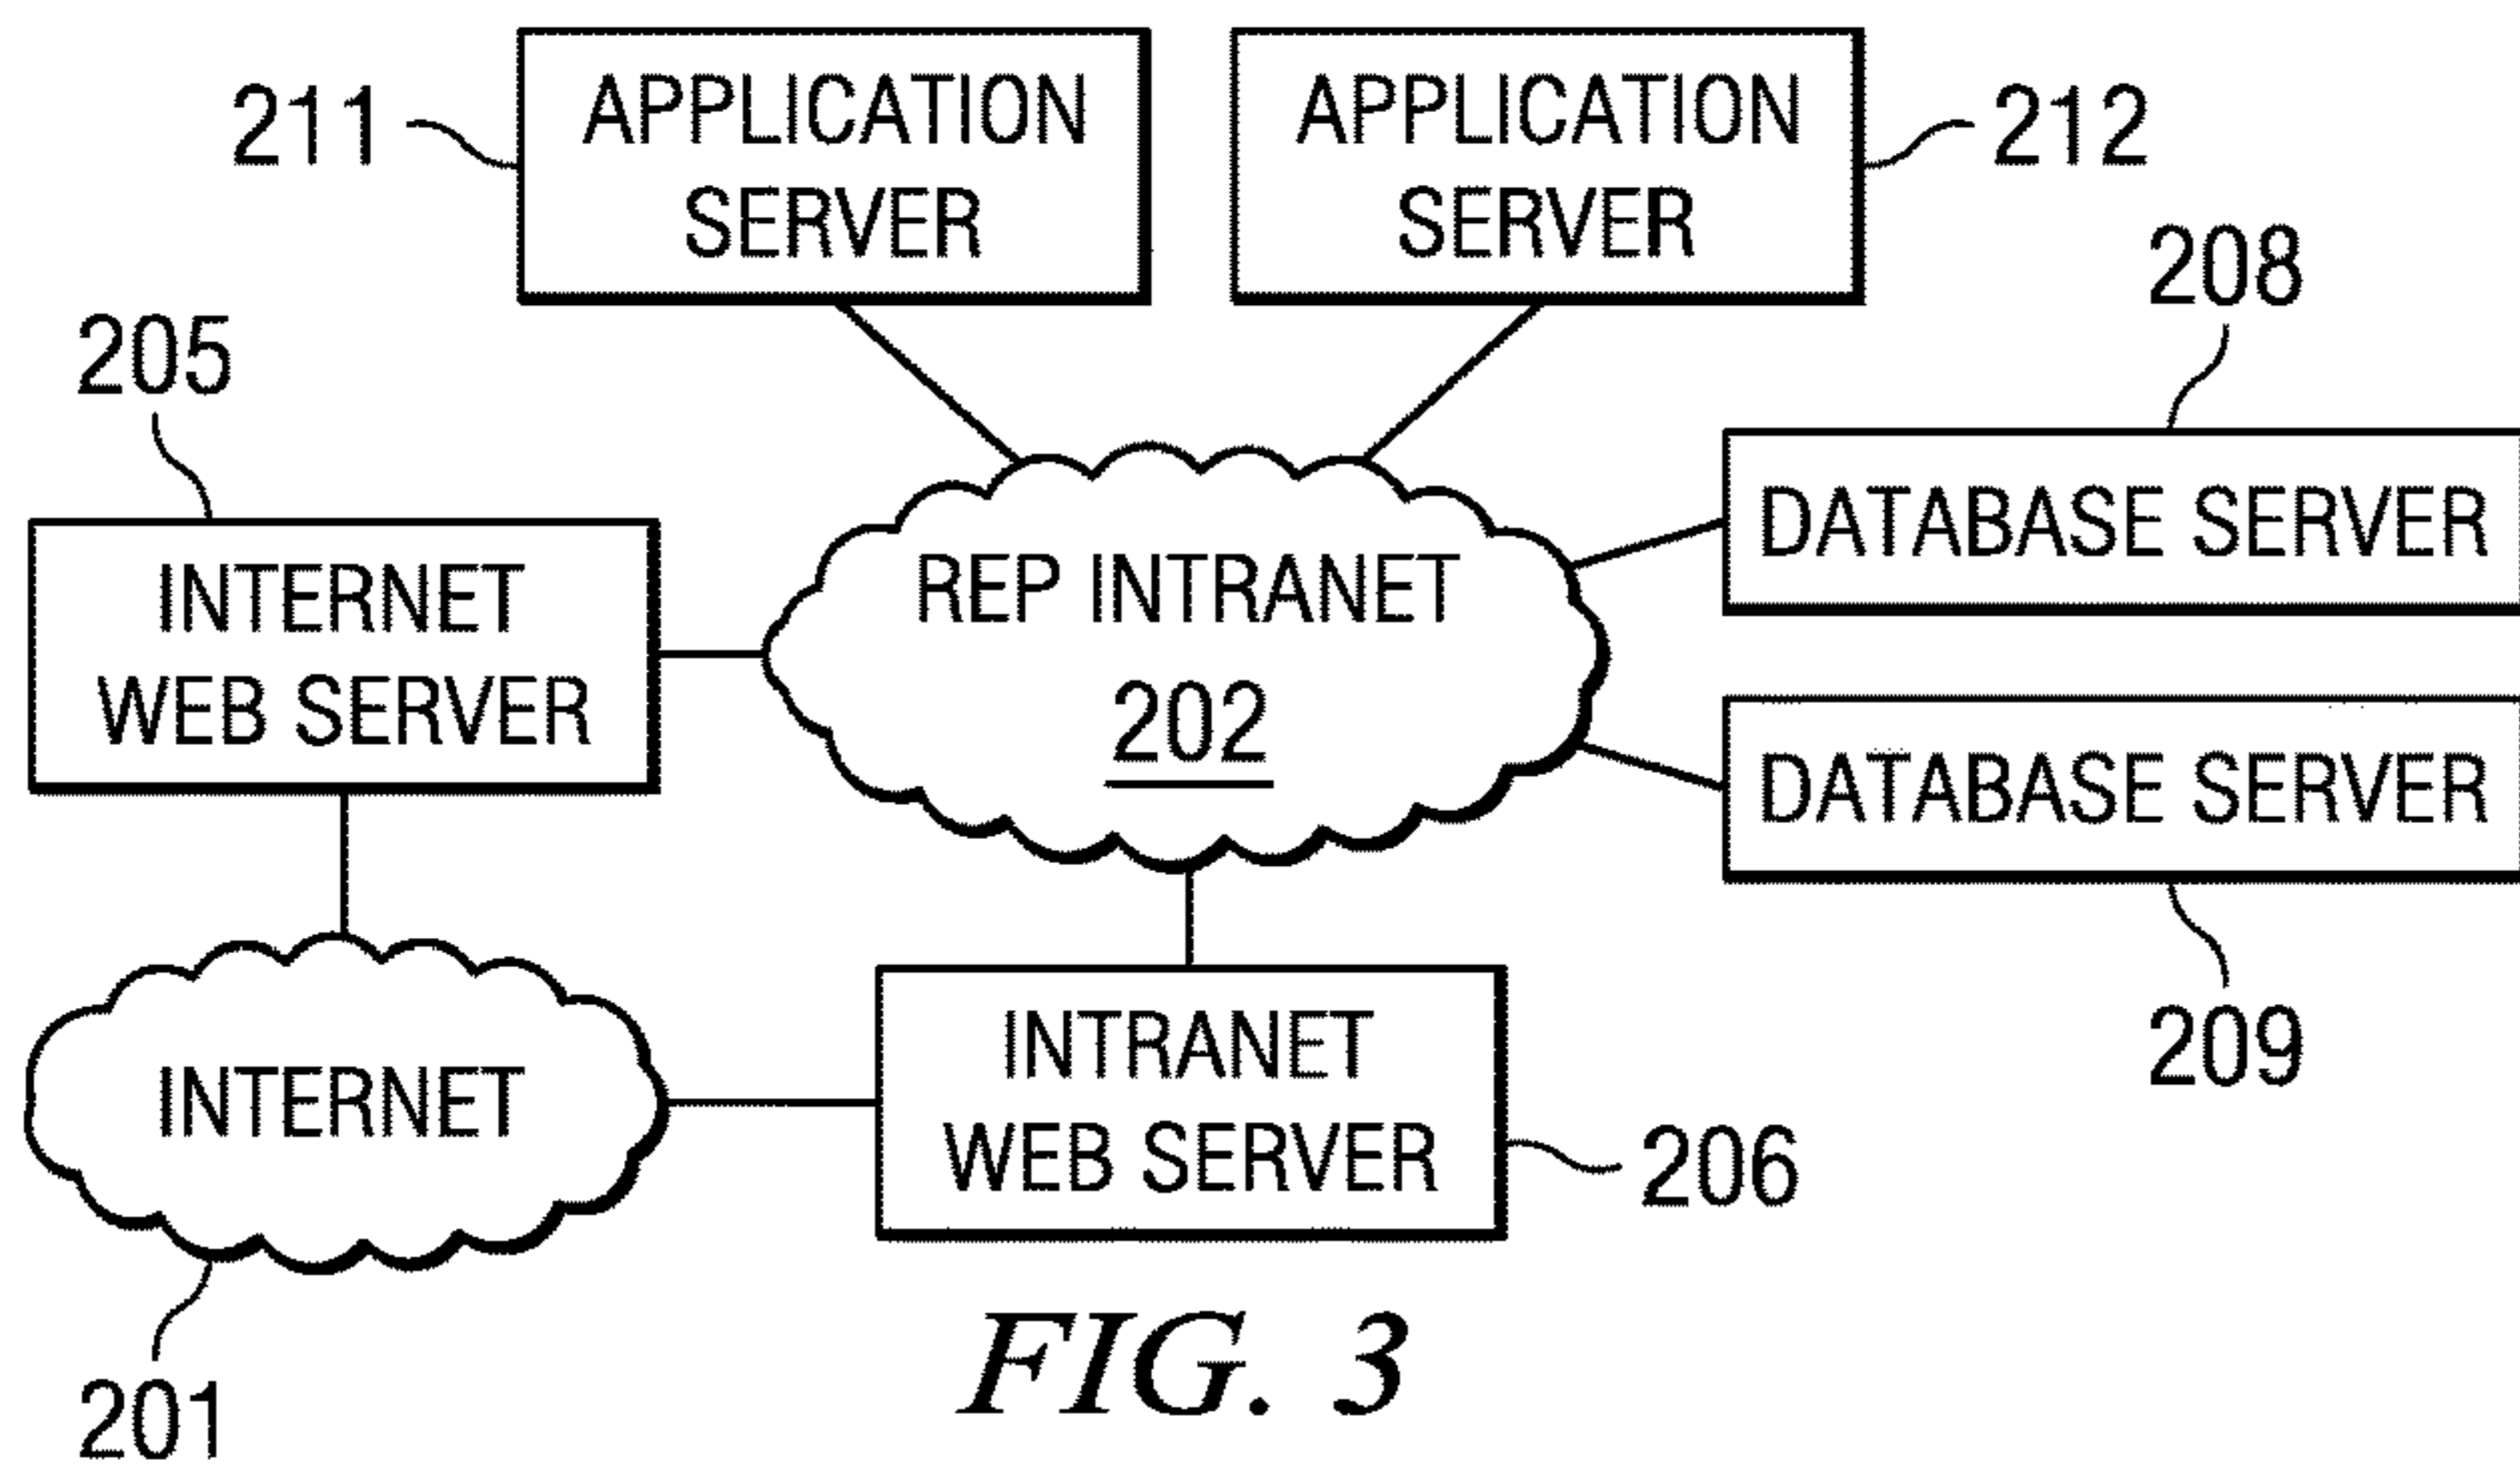 211
APPLICATION
SERVER
APPLICATION
SERVER
212
208
205
DATABASE SERVER
INTERNET
WEB SERVER
REP INTRANET
202
DATABASE SERVER
209
INTERNET
INTRANET
WEB SERVER
206
201
FIG. 3